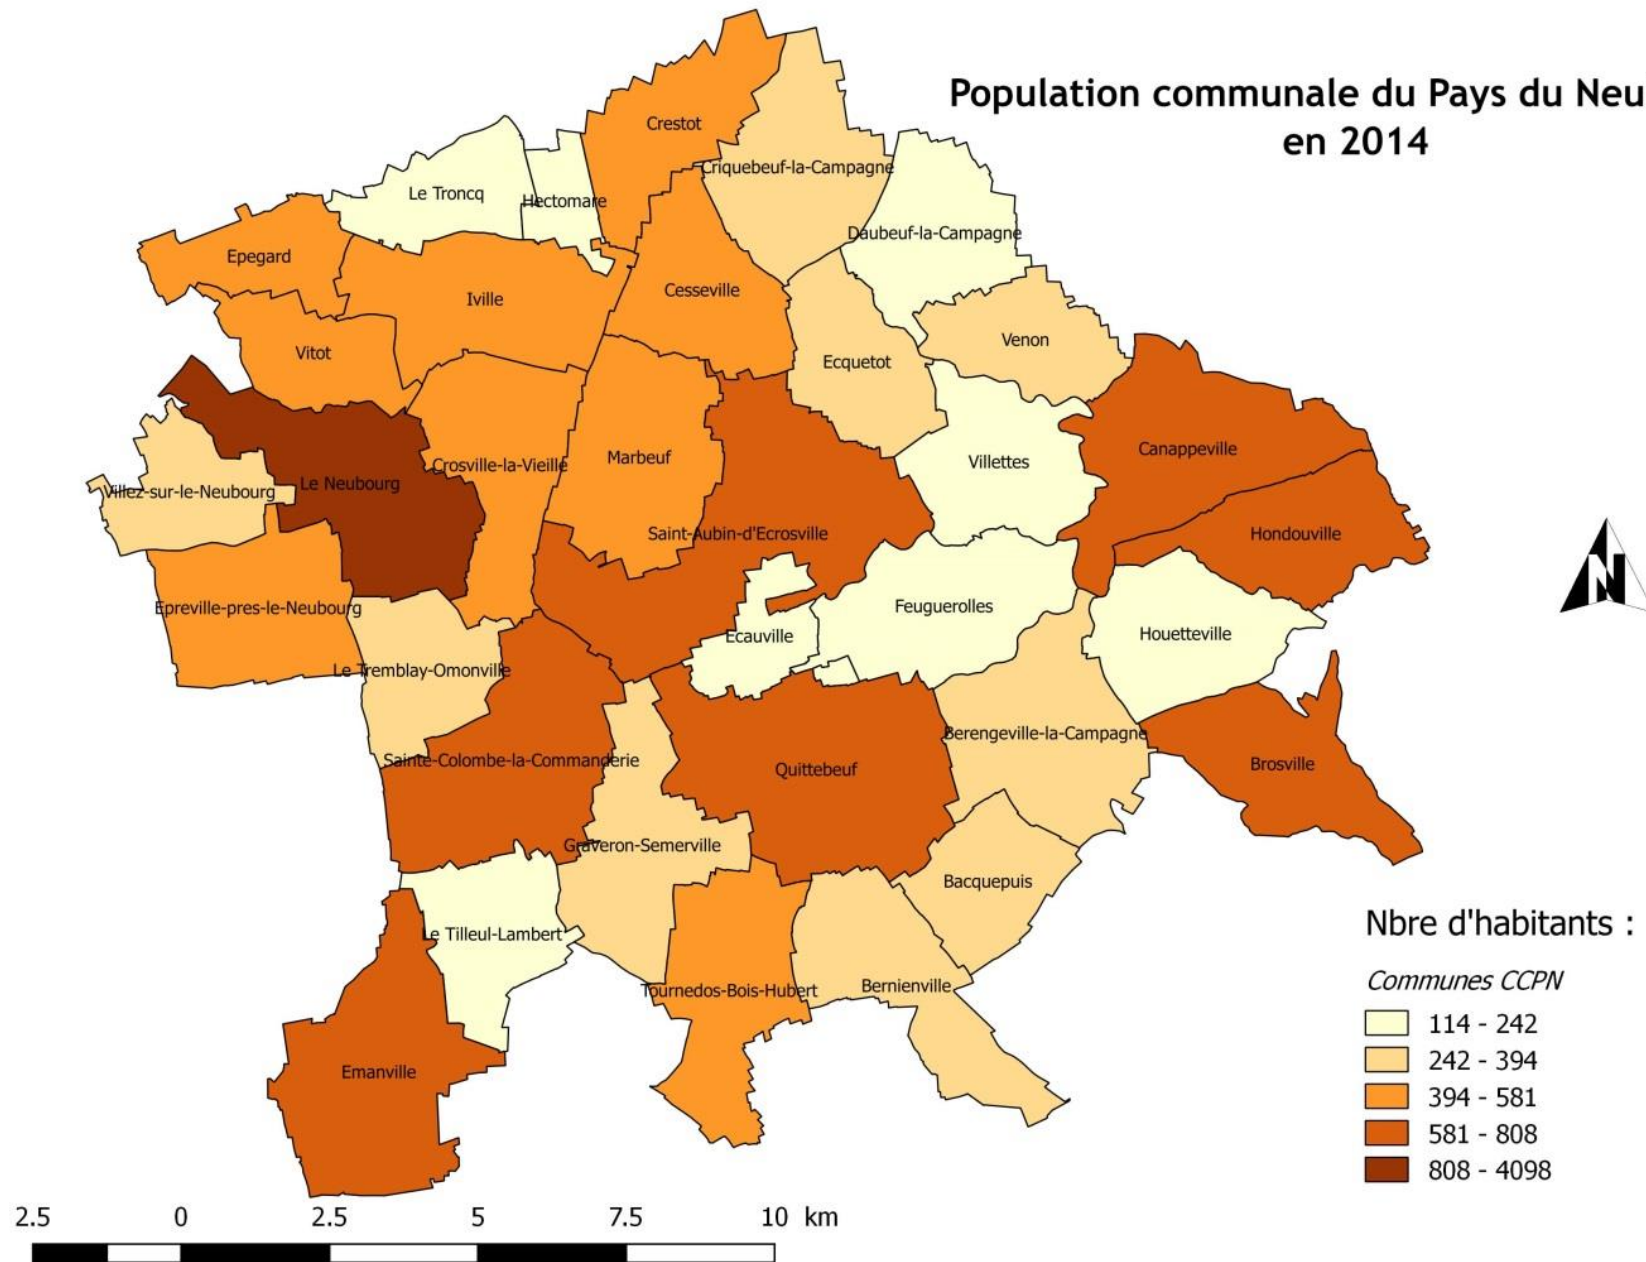 Population communale du Pays du Neu
en 2014
Crestot
Criquebeuf-la-Campagne
Le Troncq
Hectomare
Daubeuf-la-Campagne
Epegard
Iville
Cesseville
Venon
Vitot
Ecquetot
Canappeville
Villettes
Marbeuf
Crosville-la-Vieille
Le Neubourg
Villez-sur-le-Neubourg
Saint-Aubin-d'Ecrosville
Hondouville
N
Epreville-pres-le-Neubourg
Feuguerolles
Ecauville
Houetteville
Le Tremblay-Omonville
Berengeville-la-Campagne
Sainte-Colombe-la-Commanderie
Quittebeuf
Brosville
Graveron-Semerville
Bacquepuis
Le Tilleul-Lambert
Tournedos-Bois-Hubert
Bernienville
Emanville
Nbre d'habitants :
Communes CCPN
114 - 242
242 - 394
394 - 581
581 - 808
808 - 4098
2.5 0 2.5 5 7.5 10 km